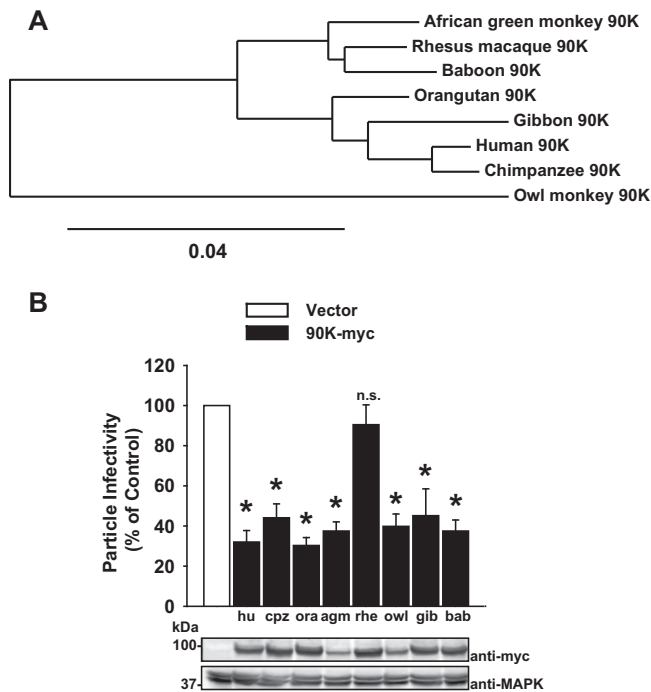 A
African green monkey 90K
Rhesus macaque 90K
Baboon 90K
Orangutan 90K
Gibbon 90K
Human 90K
Chimpanzee 90K
Owl monkey 90K
0.04
B
Vector
90K-myc
Particle Infectivity
(% of Control)
120
100
80
60
40
20
0
* * * * n.s. * * *
hu cpz ora agm rhe owl gib bab
kDa
100- anti-myc
37- anti-MAPK